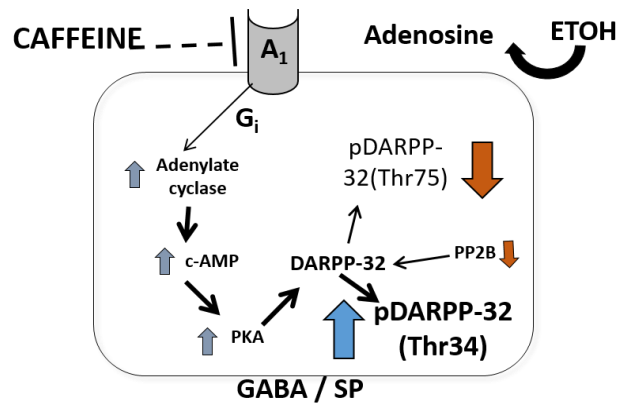 CAFFEINE
A1
Adenosine
ETOH
Gi
Adenylate
cyclase
pDARPP-
32(Thr75)
c-AMP
DARPP-32
PP2B
PKA
pDARPP-32
(Thr34)
GABA / SP